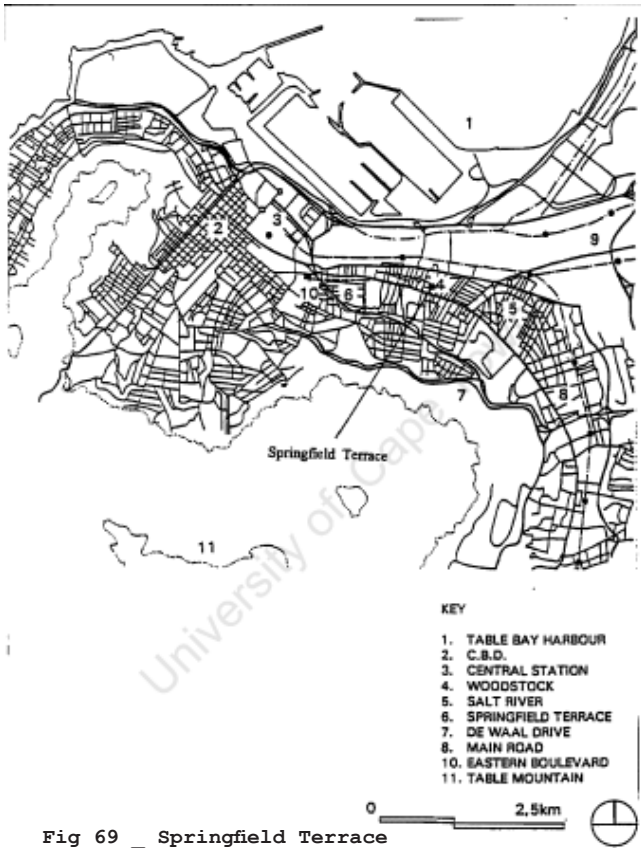 1
2
3
9
10
6
4
5
8
7
Springfield Terrace
11
University of Cape
KEY
1. TABLE BAY HARBOUR
2. C.B.D.
3. CENTRAL STATION
4. WOODSTOCK
5. SALT RIVER
6. SPRINGFIELD TERRACE
7. DE WAAL DRIVE
8. MAIN ROAD
10. EASTERN BOULEVARD
11. TABLE MOUNTAIN
0 2,5km
Fig 69 _ Springfield Terrace